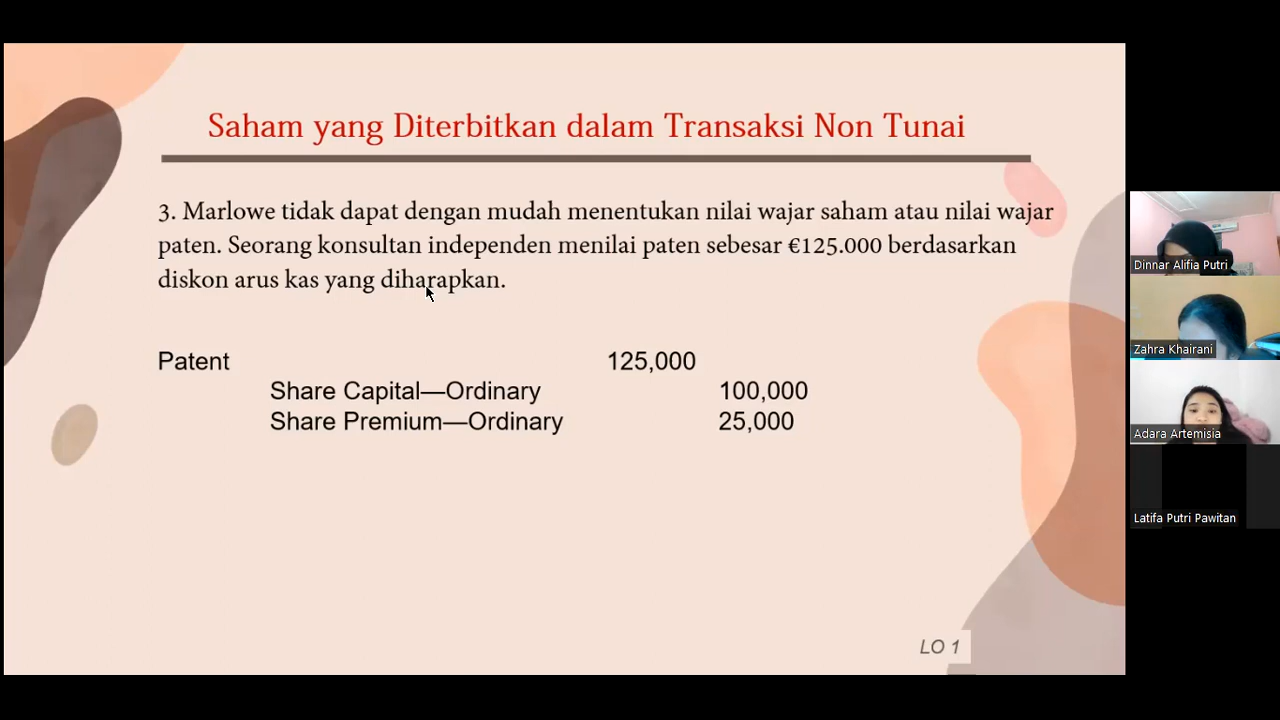 Saham yang Diterbitkan dalam Transaksi Non Tunai
3. Marlowe tidak dapat dengan mudah menentukan nilai wajar saham atau nilai wajar
paten. Seorang konsultan independen menilai paten sebesar €125.000 berdasarkan
diskon arus kas yang diharapkan.
Patent 125,000
Share Capital—Ordinary 100,000
Share Premium—Ordinary 25,000
LO 1
Dinnar Alifia Putri
Zahra Khairani
Adara Artemisia
Latifa Putri Pawitan